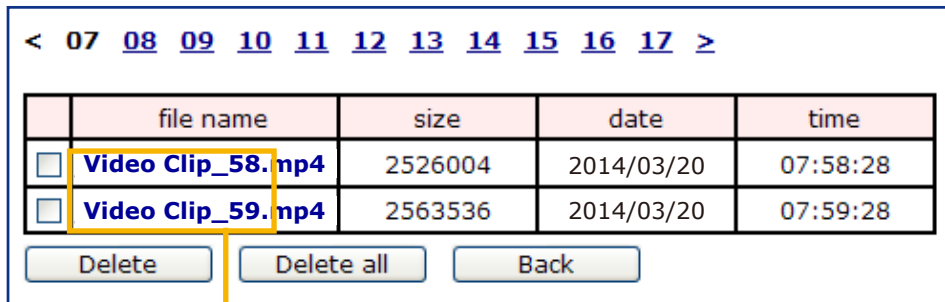 < 07 08 09 10 11 12 13 14 15 16 17 >
file name size date time
Video Clip_58.mp4 2526004 2014/03/20 07:58:28
Video Clip_59.mp4 2563536 2014/03/20 07:59:28
Delete Delete all Back